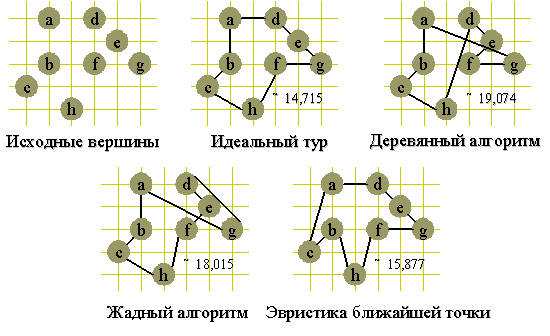 a d
e
b f g
c
h
Исходные вершины
a d
e
b f g
c
h
~ 14,715
Идеальный тур
a d
e
b f g
c
h
~ 19,074
Деревянный алгоритм
a d
e
b f g
c
h
~ 18,015
Жадный алгоритм
a d
e
b f g
c
h
~ 15,877
Эвристика ближайшей точки